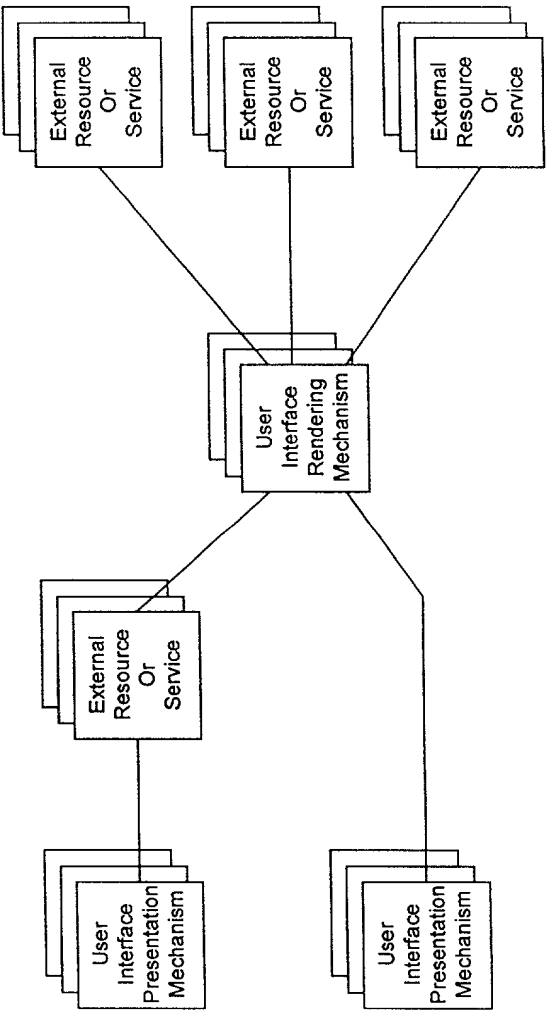 External
Resource
Or
Service
External
Resource
Or
Service
External
Resource
Or
Service
User
Interface
Rendering
Mechanism
External
Resource
Or
Service
User
Interface
Presentation
Mechanism
User
Interface
Presentation
Mechanism